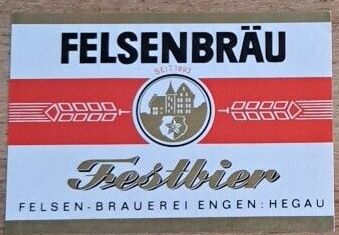 FELSENBRÄU
SEIT 1893
Festbier
FELSEN-BRAUEREI ENGEN: HEGAU